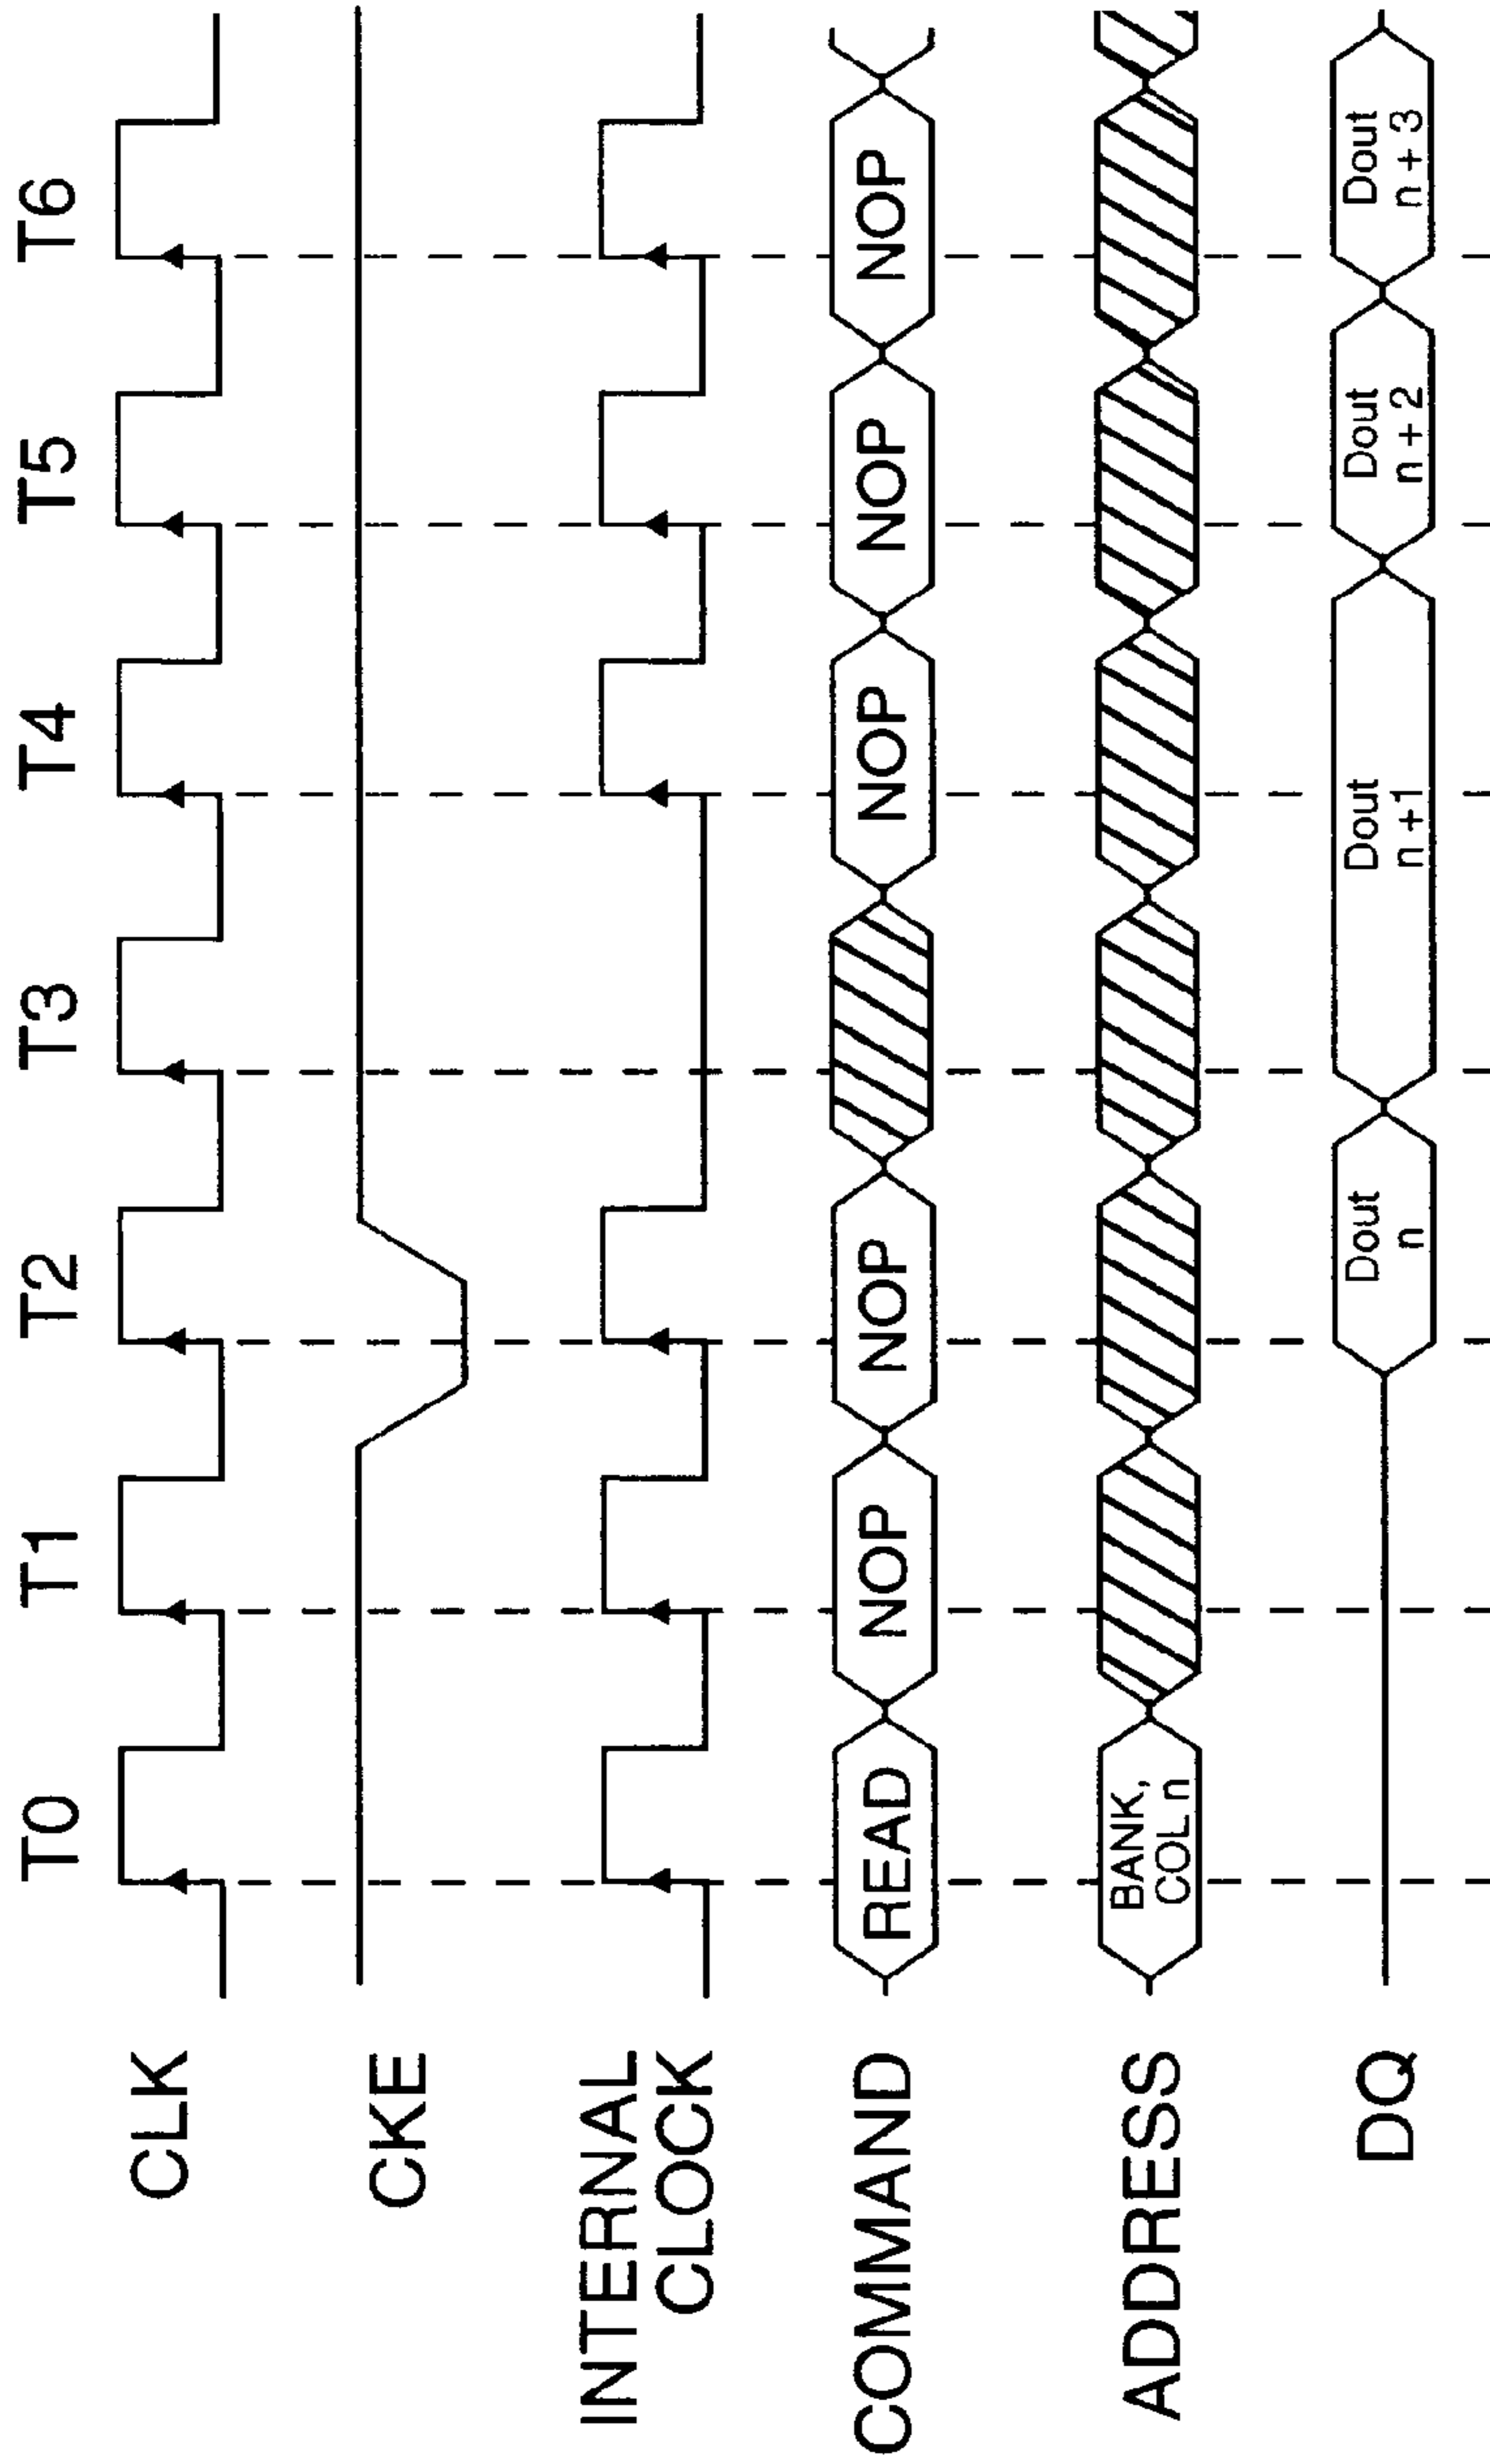 T0 T1 T2 T3 T4 T5 T6
CLK
CKE
INTERNAL
CLOCK
COMMAND READ NOP NOP NOP NOP NOP
ADDRESS BANK,
COL n
DQ Dout Dout Dout Dout
n n +1 n + 2 n + 3